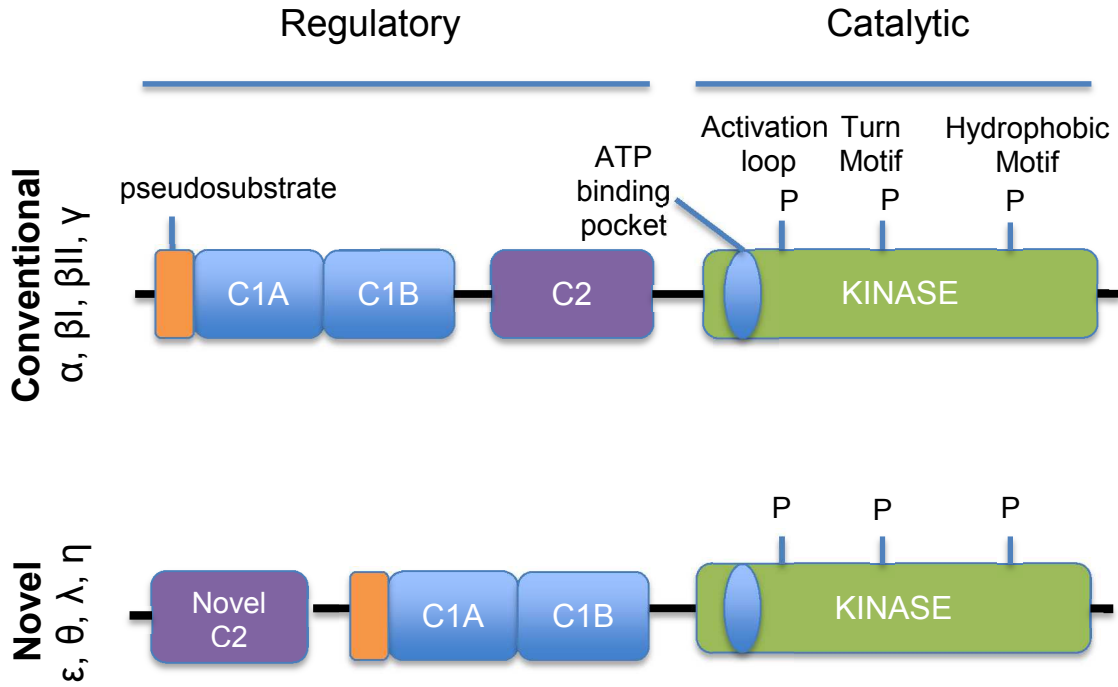 Regulatory
Catalytic
Conventional
α, βI, βII, γ
pseudosubstrate
ATP
binding
pocket
Activation
loop
Turn
Motif
Hydrophobic
Motif
P
P
P
C1A
C1B
C2
KINASE
Novel
ε, θ, λ, η
Novel
C2
C1A
C1B
P
P
P
KINASE